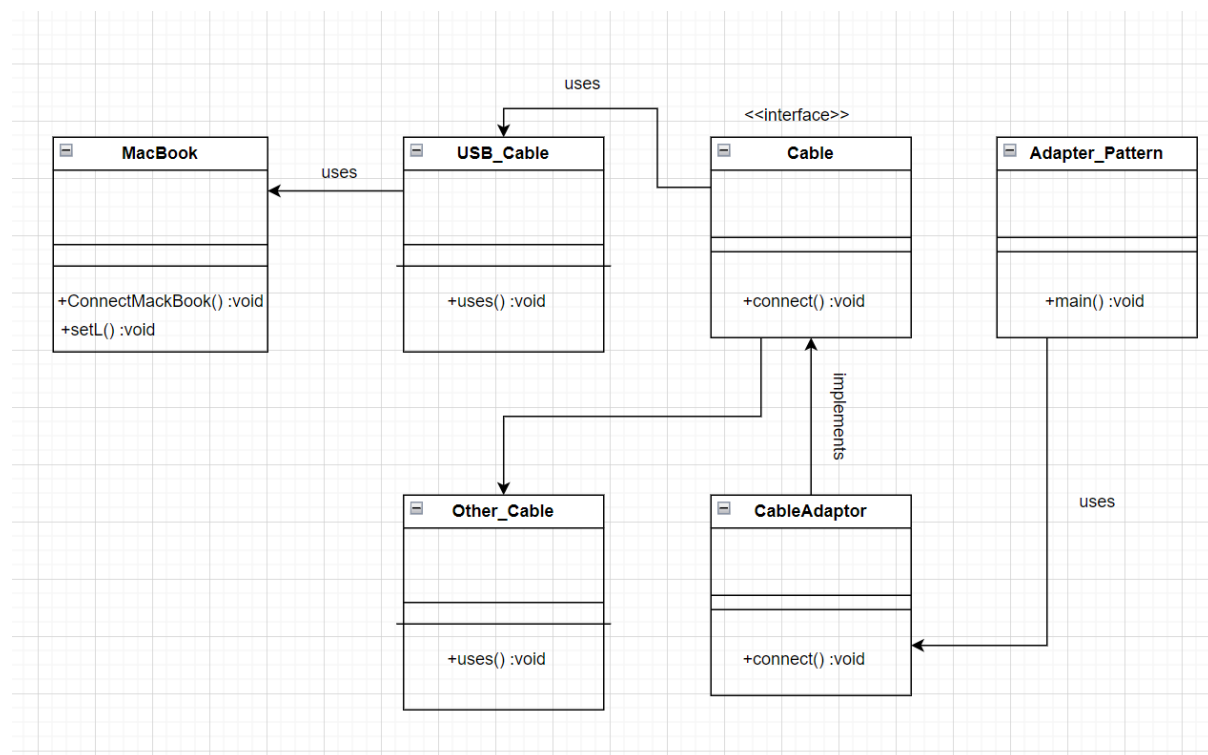 uses
<<interface>>
MacBook
USB_Cable
Cable
Adapter_Pattern
uses
+ConnectMackBook() :void
+setL() :void
+uses() :void
+connect() :void
+main() :void
implements
uses
Other_Cable
CableAdaptor
+uses() :void
+connect() :void